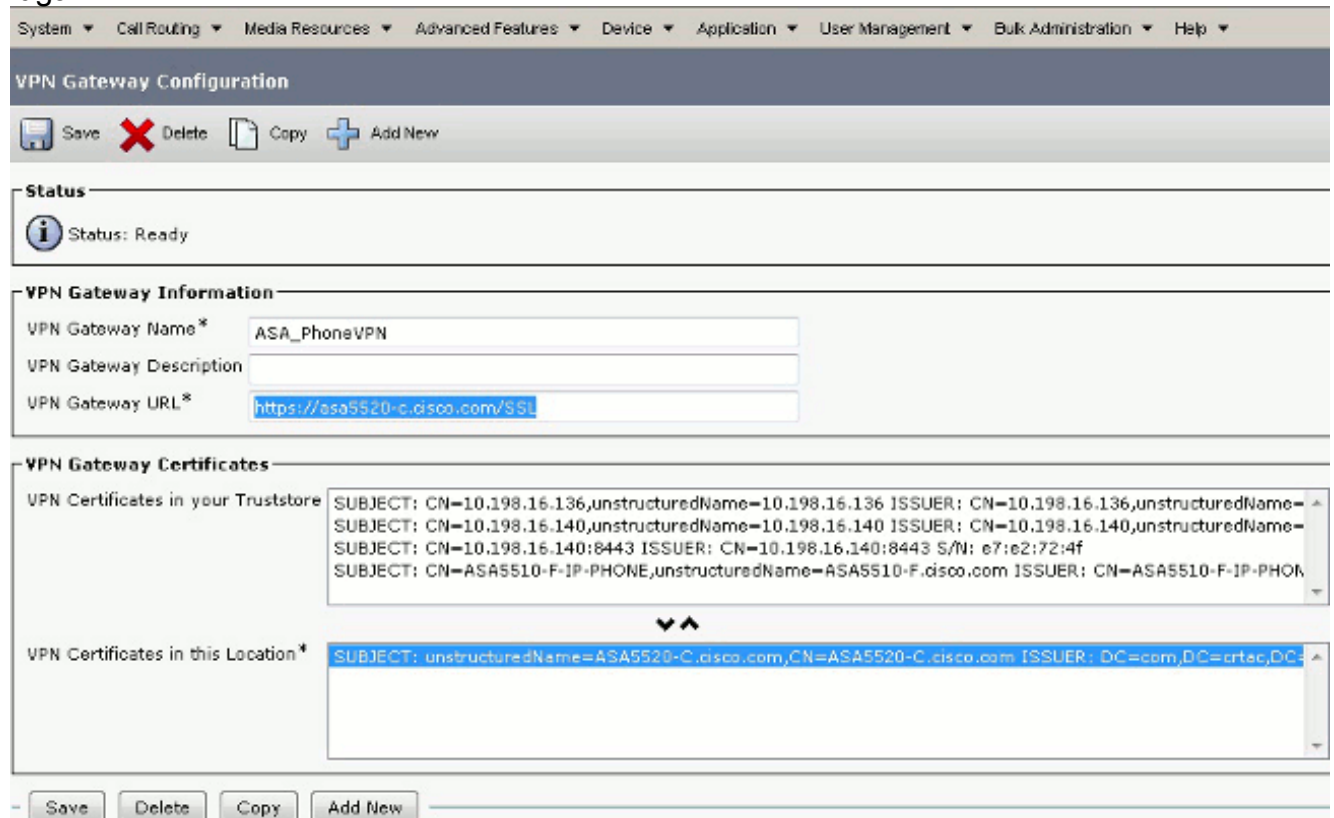 System Call Routing Media Resources Advanced Features Device Application User Management Bulk Administration Help
VPN Gateway Configuration
Save Delete Copy Add New
Status
Status: Ready
VPN Gateway Information
VPN Gateway Name* ASA_PhoneVPN
VPN Gateway Description
VPN Gateway URL* https://asa5520-c.cisco.com/SSL
VPN Gateway Certificates
VPN Certificates in your Truststore SUBJECT: CN=10.198.16.136,unstructuredName=10.198.16.136 ISSUER: CN=10.198.16.136,unstructuredName=
SUBJECT: CN=10.198.16.140,unstructuredName=10.198.16.140 ISSUER: CN=10.198.16.140,unstructuredName=
SUBJECT: CN=10.198.16.140:8443 ISSUER: CN=10.198.16.140:8443 S/N: e7:e2:72:4f
SUBJECT: CN=ASA5510-F-IP-PHONE,unstructuredName=ASA5510-F.cisco.com ISSUER: CN=ASA5510-F-IP-PHON
VPN Certificates in this Location* SUBJECT: unstructuredName=ASA5520-C.cisco.com,CN=ASA5520-C.cisco.com ISSUER: DC=com,DC=crtac,DC=
Save Delete Copy Add New